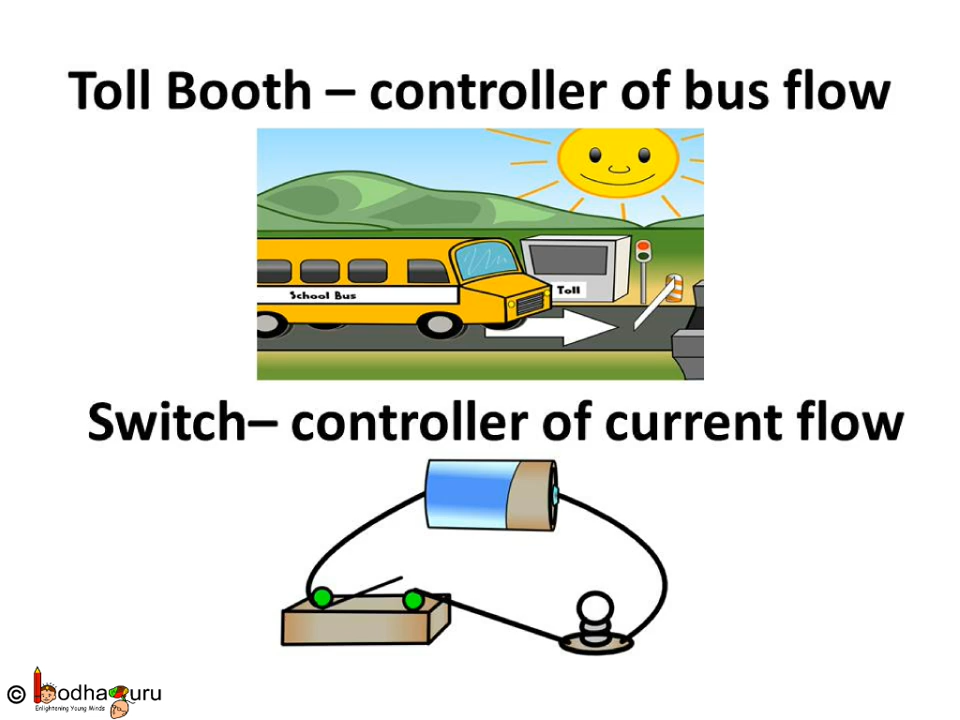 Toll Booth – controller of bus flow
School Bus
Toll
Switch– controller of current flow
© BodhaGuru
Enlightening Young Minds